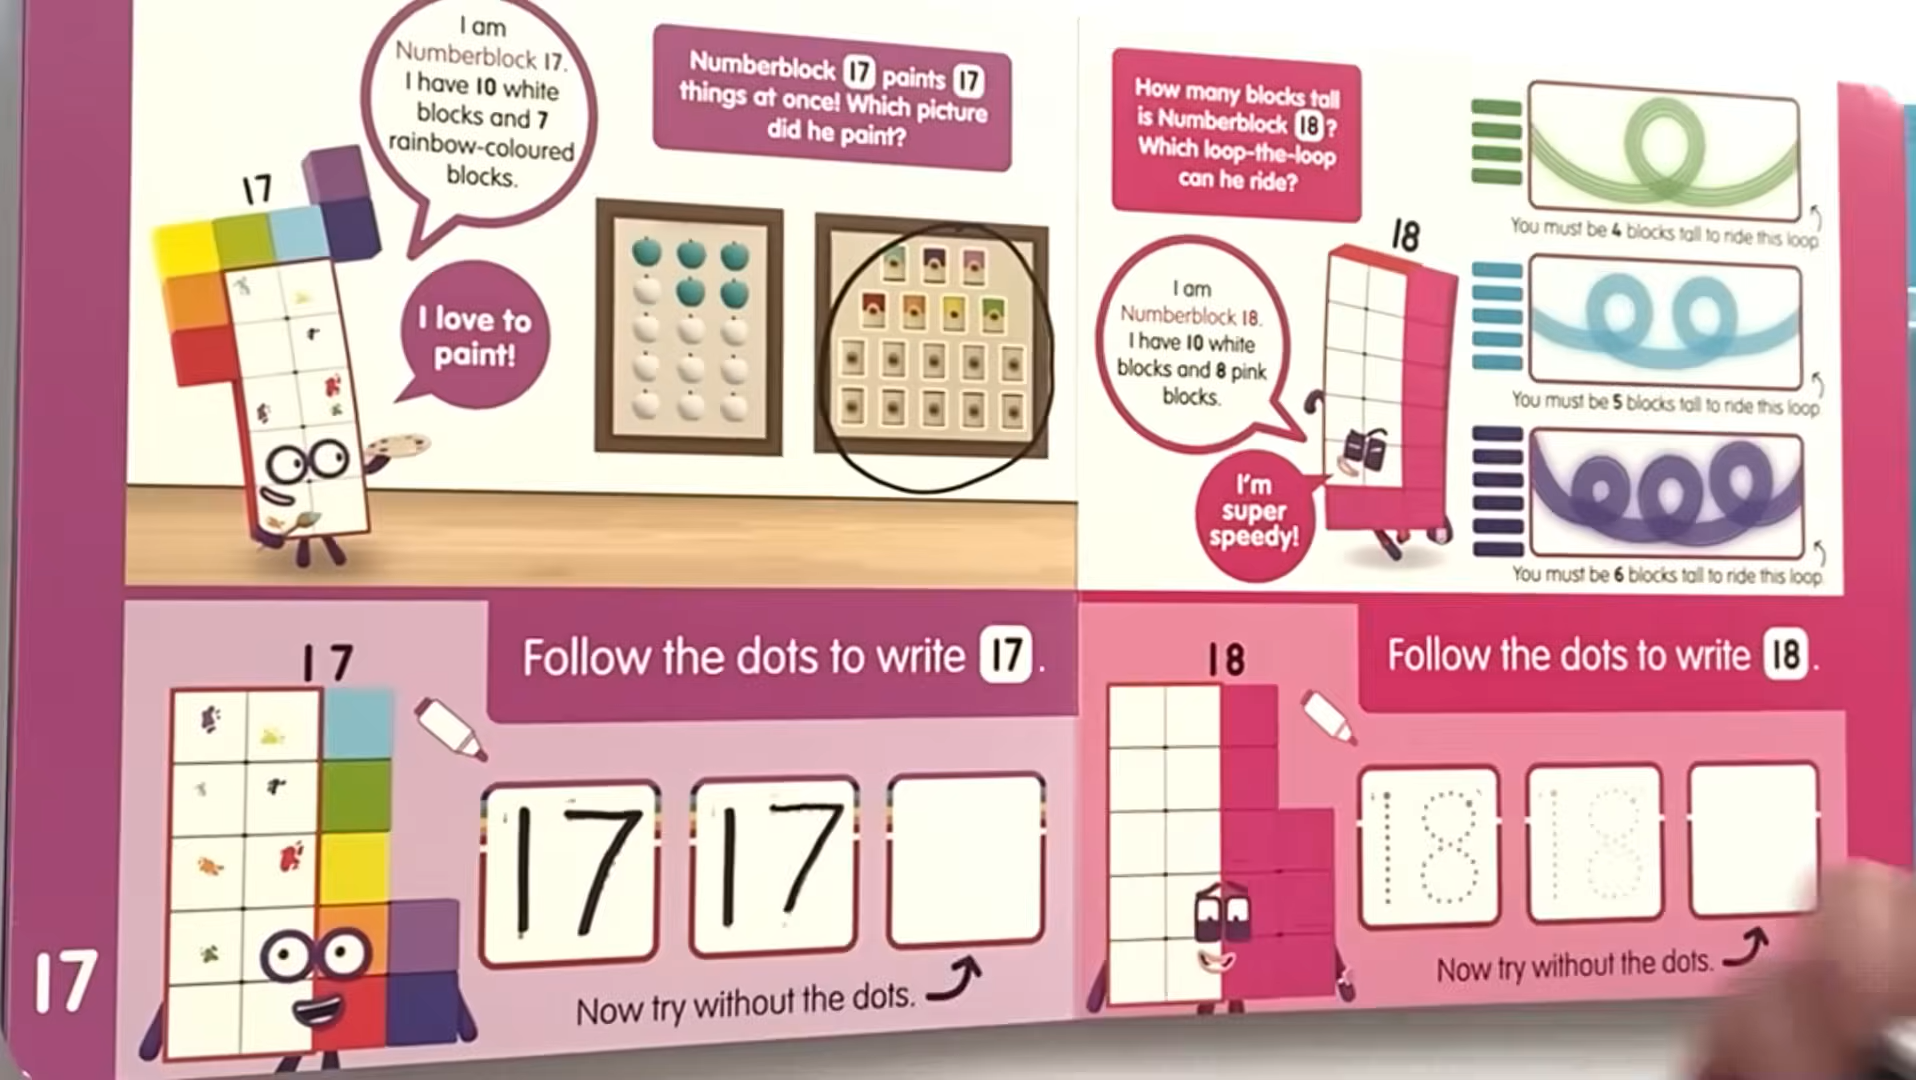 I am
Numberblock 17.
I have 10 white
blocks and 7
rainbow-coloured
blocks.
17
I love to
paint!
Numberblock 17 paints 17
things at once! Which picture
did he paint?
How many blocks tall
is Numberblock 18?
Which loop-the-loop
can he ride?
18
I am
Numberblock 18.
I have 10 white
blocks and 8 pink
blocks.
I'm
super
speedy!
You must be 4 blocks tall to ride this loop
You must be 5 blocks tall to ride this loop
You must be 6 blocks tall to ride this loop
17
Follow the dots to write 17.
17
17
Now try without the dots.
17
18
Follow the dots to write 18.
18
18
Now try without the dots.